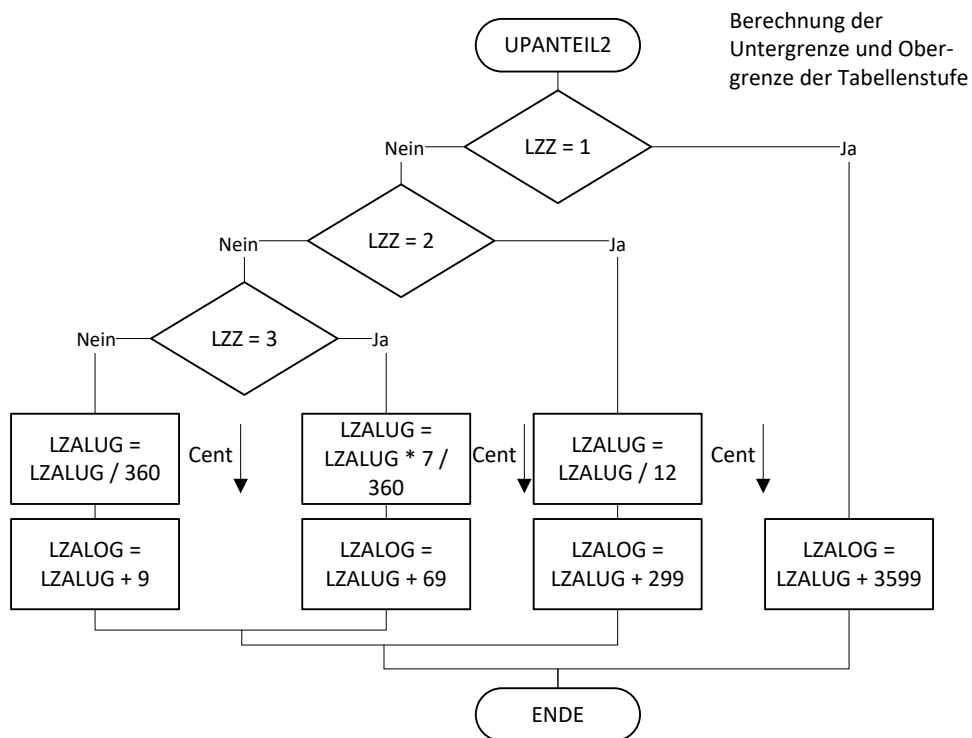 UPANTEIL2
Berechnung der
Untergrenze und Ober-
grenze der Tabellenstufe
Nein
LZZ = 1
Ja
Nein
LZZ = 2
Ja
Nein
LZZ = 3
Ja
LZALUG =
LZALUG / 360
Cent
LZALUG =
LZALUG * 7 /
360
Cent
LZALUG =
LZALUG / 12
Cent
LZALOG =
LZALUG + 9
LZALOG =
LZALUG + 69
LZALOG =
LZALUG + 299
LZALOG =
LZALUG + 3599
ENDE